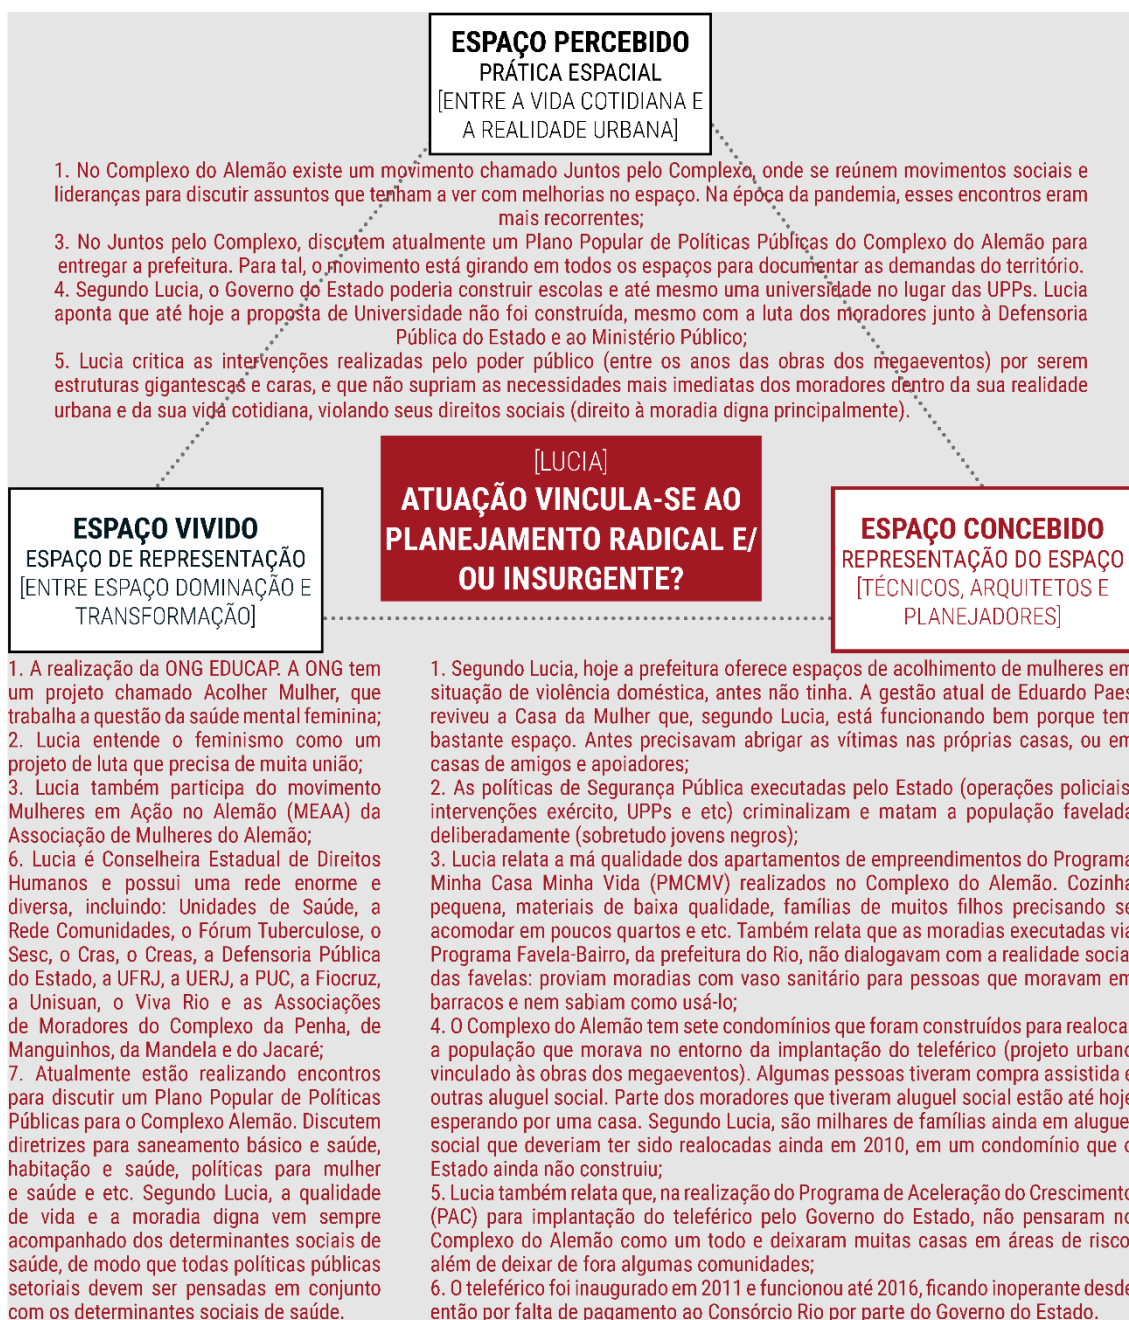 ESPAÇO PERCEBIDO
PRÁTICA ESPACIAL
[ENTRE A VIDA COTIDIANA E
A REALIDADE URBANA]
1. No Complexo do Alemão existe um movimento chamado Juntos pelo Complexo, onde se reúnem movimentos sociais e
lideranças para discutir assuntos que tenham a ver com melhorias no espaço. Na época da pandemia, esses encontros eram
mais recorrentes;
3. No Juntos pelo Complexo, discutem atualmente um Plano Popular de Políticas Públicas do Complexo do Alemão para
entregar a prefeitura. Para tal, o movimento está girando em todos os espaços para documentar as demandas do território.
4. Segundo Lucia, o Governo do Estado poderia construir escolas e até mesmo uma universidade no lugar das UPPs. Lucia
aponta que até hoje a proposta de Universidade não foi construída, mesmo com a luta dos moradores junto à Defensoria
Pública do Estado e ao Ministério Público;
5. Lucia critica as intervenções realizadas pelo poder público (entre os anos das obras dos megaeventos) por serem
estruturas gigantescas e caras, e que não supriam as necessidades mais imediatas dos moradores dentro da sua realidade
urbana e da sua vida cotidiana, violando seus direitos sociais (direito à moradia digna principalmente).
[LUCIA]
ATUAÇÃO VINCULA-SE AO
PLANEJAMENTO RADICAL E/
OU INSURGENTE?
ESPAÇO VIVIDO
ESPAÇO DE REPRESENTAÇÃO
[ENTRE ESPAÇO DOMINAÇÃO E
TRANSFORMAÇÃO]
ESPAÇO CONCEBIDO
REPRESENTAÇÃO DO ESPAÇO
[TÉCNICOS, ARQUITETOS E
PLANEJADORES]
1. A realização da ONG EDUCAP. A ONG tem
um projeto chamado Acolher Mulher, que
trabalha a questão da saúde mental feminina;
2. Lucia entende o feminismo como um
projeto de luta que precisa de muita união;
3. Lucia também participa do movimento
Mulheres em Ação no Alemão (MEAA) da
Associação de Mulheres do Alemão;
6. Lucia é Conselheira Estadual de Direitos
Humanos e possui uma rede enorme e
diversa, incluindo: Unidades de Saúde, a
Rede Comunidades, o Fórum Tuberculose, o
Sesc, o Cras, o Creas, a Defensoria Pública
do Estado, a UFRJ, a UERJ, a PUC, a Fiocruz,
a Unisuan, o Viva Rio e as Associações
de Moradores do Complexo da Penha, de
Manguinhos, da Mandela e do Jacaré;
7. Atualmente estão realizando encontros
para discutir um Plano Popular de Políticas
Públicas para o Complexo Alemão. Discutem
diretrizes para saneamento básico e saúde,
habitação e saúde, políticas para mulher
e saúde e etc. Segundo Lucia, a qualidade
de vida e a moradia digna vem sempre
acompanhado dos determinantes sociais de
saúde, de modo que todas políticas públicas
setoriais devem ser pensadas em conjunto
com os determinantes sociais de saúde.
1. Segundo Lucia, hoje a prefeitura oferece espaços de acolhimento de mulheres em
situação de violência doméstica, antes não tinha. A gestão atual de Eduardo Paes
reviveu a Casa da Mulher que, segundo Lucia, está funcionando bem porque tem
bastante espaço. Antes precisavam abrigar as vítimas nas próprias casas, ou em
casas de amigos e apoiadores;
2. As políticas de Segurança Pública executadas pelo Estado (operações policiais,
intervenções exército, UPPs e etc) criminalizam e matam a população favelada
deliberadamente (sobretudo jovens negros);
3. Lucia relata a má qualidade dos apartamentos de empreendimentos do Programa
Minha Casa Minha Vida (PMCMV) realizados no Complexo do Alemão. Cozinha
pequena, materiais de baixa qualidade, famílias de muitos filhos precisando se
acomodar em poucos quartos e etc. Também relata que as moradias executadas via
Programa Favela-Bairro, da prefeitura do Rio, não dialogavam com a realidade social
das favelas: proviam moradias com vaso sanitário para pessoas que moravam em
barracos e nem sabiam como usá-lo;
4. O Complexo do Alemão tem sete condomínios que foram construídos para realocar
a população que morava no entorno da implantação do teleférico (projeto urbano
vinculado às obras dos megaeventos). Algumas pessoas tiveram compra assistida e
outras aluguel social. Parte dos moradores que tiveram aluguel social estão até hoje
esperando por uma casa. Segundo Lucia, são milhares de famílias ainda em aluguel
social que deveriam ter sido realocadas ainda em 2010, em um condomínio que o
Estado ainda não construiu;
5. Lucia também relata que, na realização do Programa de Aceleração do Crescimento
(PAC) para implantação do teleférico pelo Governo do Estado, não pensaram no
Complexo do Alemão como um todo e deixaram muitas casas em áreas de risco,
além de deixar de fora algumas comunidades;
6. O teleférico foi inaugurado em 2011 e funcionou até 2016, ficando inoperante desde
então por falta de pagamento ao Consórcio Rio por parte do Governo do Estado.